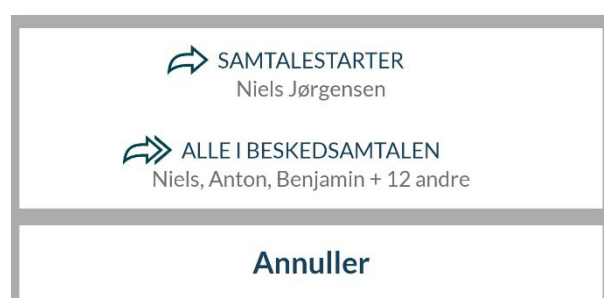 SAMTALESTARTER
Niels Jørgensen
ALLE I BESKEDSAMTALEN
Niels, Anton, Benjamin + 12 andre
Annuller